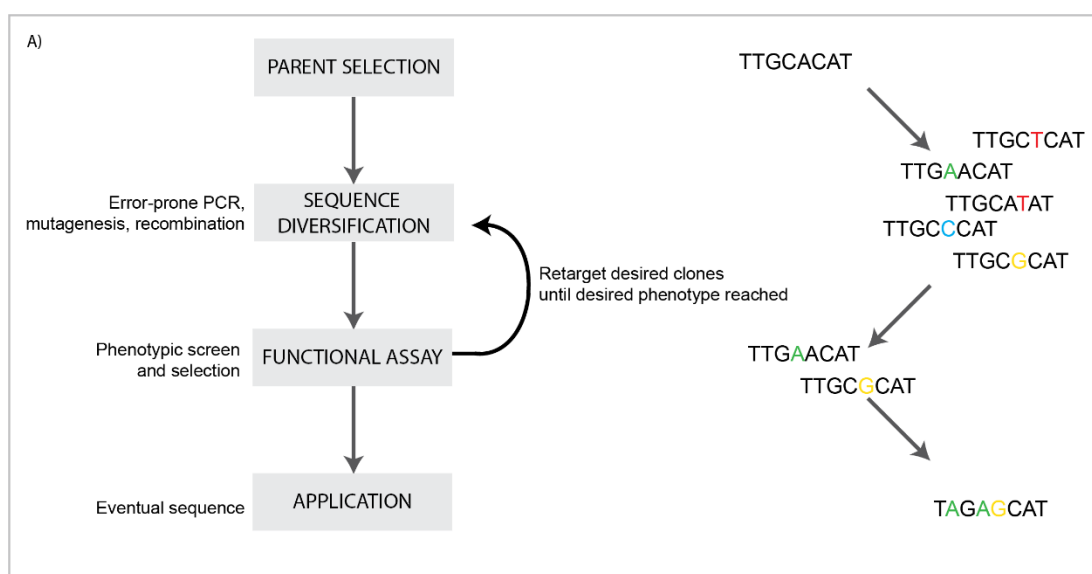 A)
PARENT SELECTION
Error-prone PCR,
mutagenesis, recombination
SEQUENCE
DIVERSIFICATION
Retarget desired clones
until desired phenotype reached
Phenotypic screen
and selection
FUNCTIONAL ASSAY
Eventual sequence
APPLICATION
TTGCACAT
TTGCTCAT
TTGAACAT
TTGCATAT
TTGCCCAT
TTGCGCAT
TTGAACAT
TTGCGCAT
TAGAGCAT